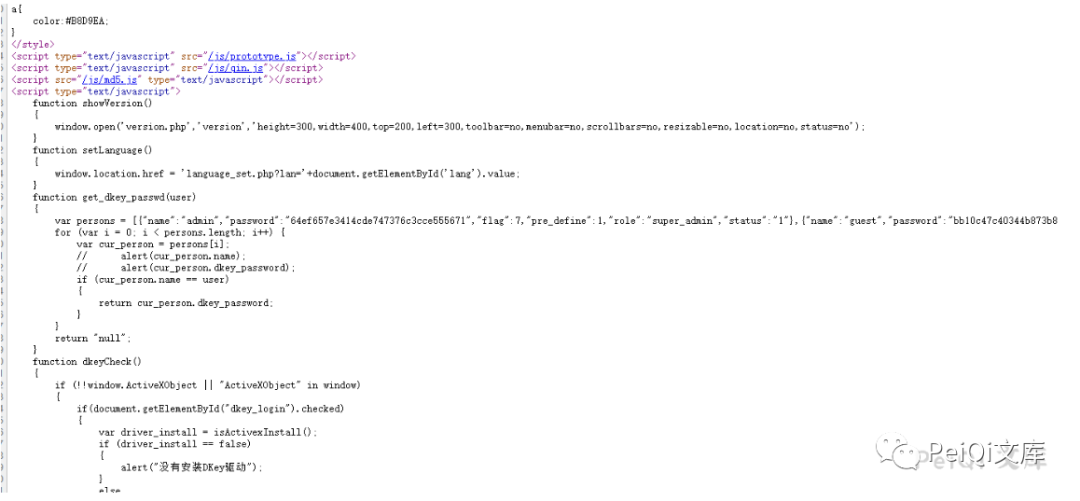 a{
color:#B8D9EA;
}
</style>
<script type="text/javascript" src="/js/prototype.js"></script>
<script type="text/javascript" src="/js/qin.js"></script>
<script src="/js/md5.js" type="text/javascript"></script>
<script type="text/javascript">
function showVersion()
{
window.open('version.php','version','height=300,width=400,top=200,left=300,toolbar=no,menubar=no,scrollbars=no,resizable=no,location=no,status=no');
}
function setLanguage()
{
window.location.href = 'language_set.php?lan='+document.getElementById('lang').value;
}
function get_dkey_passwd(user)
{
var persons = [{"name":"admin","password":"64ef657e3414cde747376c3cce555671","flag":7,"pre_define":1,"role":"super_admin","status":"1"},{"name":"guest","password":"bb10c47c40344b873b8
for (var i = 0; i < persons.length; i++) {
var cur_person = persons[i];
// alert(cur_person.name);
// alert(cur_person.dkey_password);
if (cur_person.name == user)
{
return cur_person.dkey_password;
}
}
return "null";
}
function dkeyCheck()
{
if (!!window.ActiveXObject || "ActiveXObject" in window)
{
if(document.getElementById("dkey_login").checked)
{
var driver_install = isActivexInstall();
if (driver_install == false)
{
alert("没有安装DKey驱动");
}
else
PeiQi文库